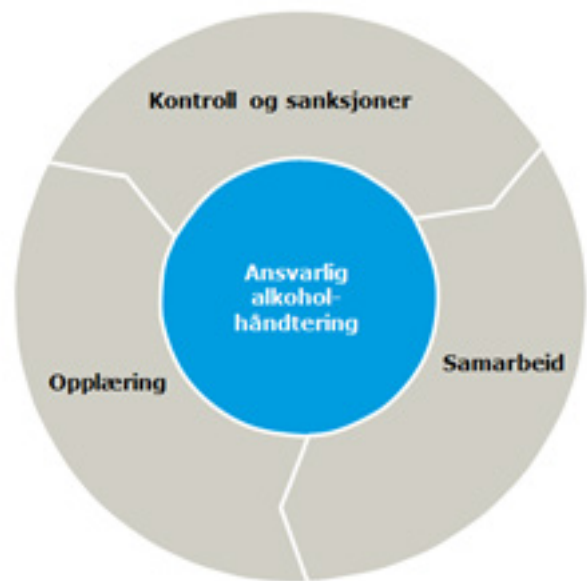 Kontroll og sanksjoner
Ansvarlig
alkohol-
håndtering
Samarbeid
Opplæring